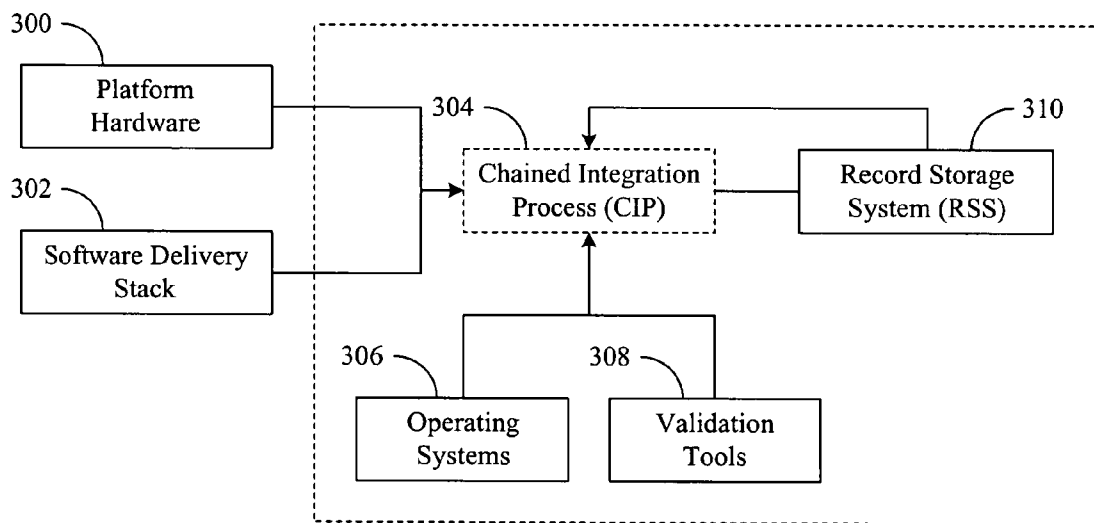 300
Platform
Hardware
302
Software Delivery
Stack
304
Chained Integration
Process (CIP)
310
Record Storage
System (RSS)
306
Operating
Systems
308
Validation
Tools